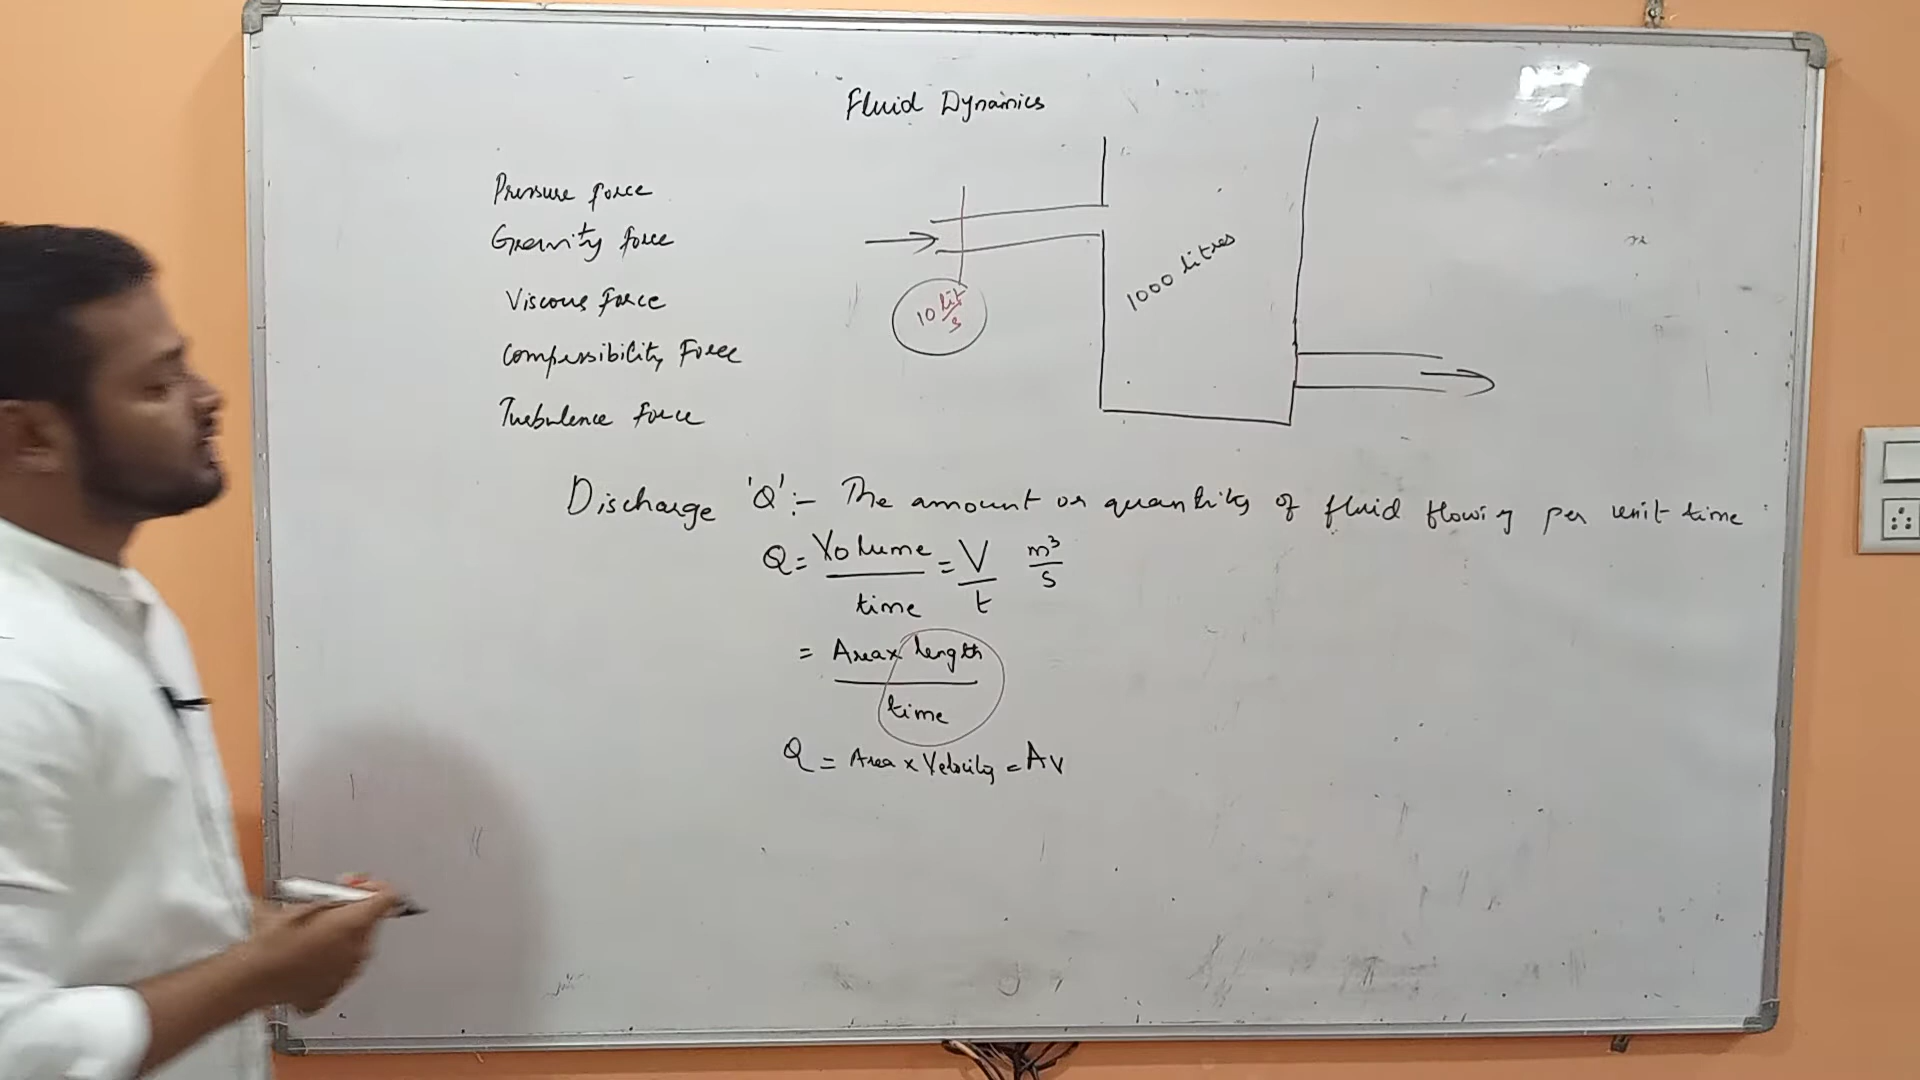 Fluid Dynamics
Pressure force
Gravity force
Viscous force
Compressibility Force
Turbulence force
10 lit/s
1000 litres
Discharge 'Q' :- The amount or quantity of fluid flowing per unit time
Q = Volume/time = V/t m³/s
= Area x length/time
Q = Area x Velocity = AV